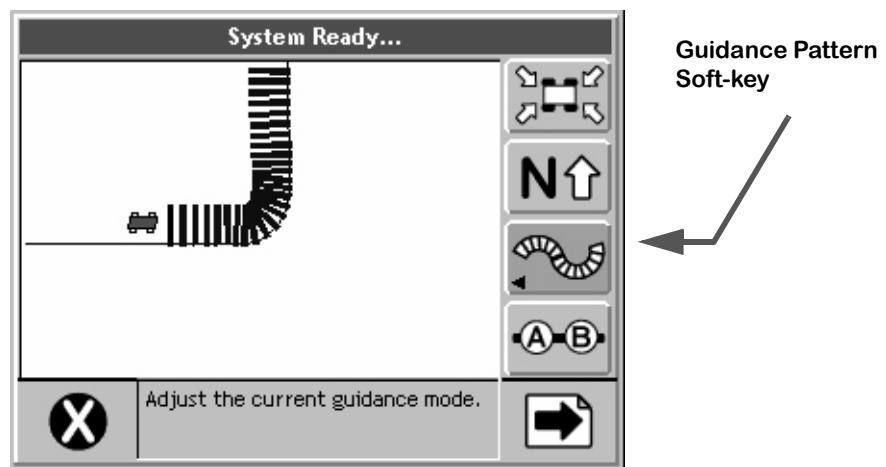 System Ready...
Guidance Pattern
Soft-key
N
A B
Adjust the current guidance mode.
X